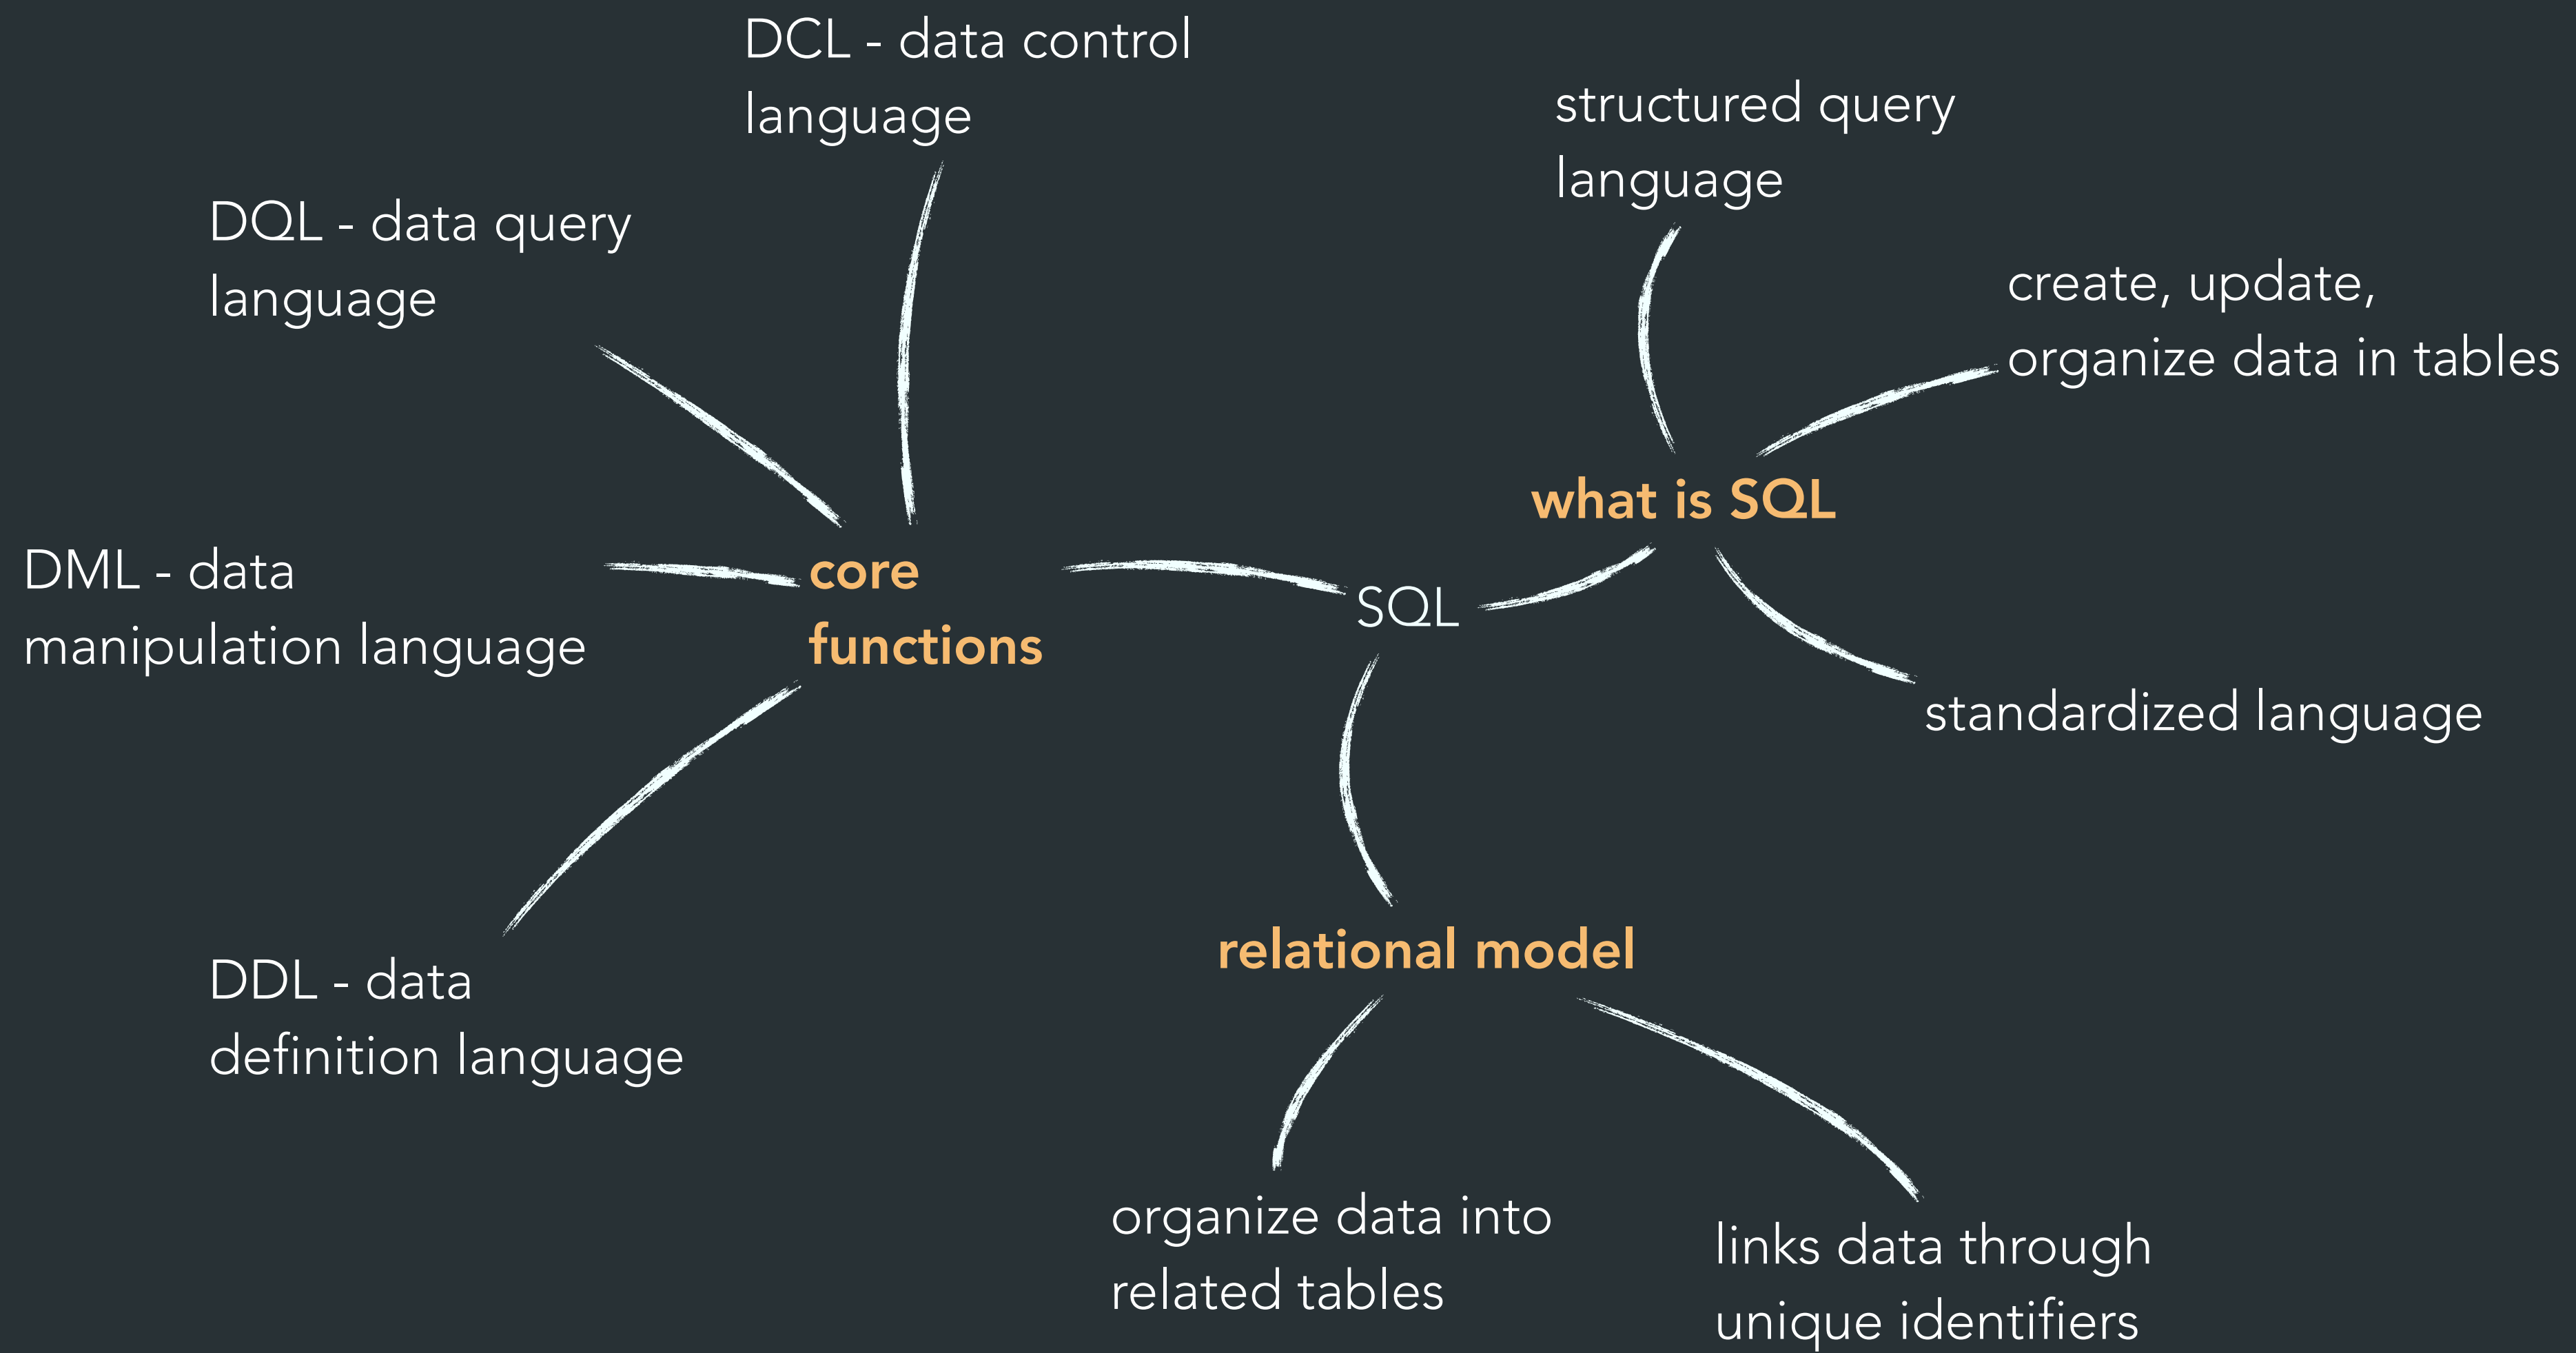 DCL - data control
language
structured query
language
DQL - data query
language
create, update,
organize data in tables
what is SQL
DML - data
manipulation language
core
functions
SQL
standardized language
relational model
DDL - data
definition language
organize data into
related tables
links data through
unique identifiers